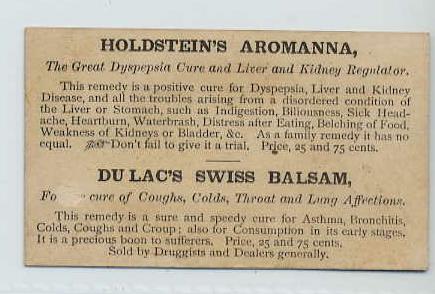 HOLDSTEIN'S AROMANNA,
The Great Dyspepsia Cure and Liver and Kidney Regulator.
This remedy is a positive cure for Dyspepsia, Liver and Kidney
Disease, and all the troubles arising from a disordered condition of
the Liver or Stomach, such as Indigestion, Biliousness, Sick Head-
ache, Heartburn, Waterbrash, Distress after Eating, Belching of Food,
Weakness of Kidneys or Bladder, &c. As a family remedy it has no
equal. Don't fail to give it a trial. Price, 25 and 75 cents.
DU LAC'S SWISS BALSAM,
Fo cure of Coughs, Colds, Throat and Lung Affections.
This remedy is a sure and speedy cure for Asthma, Bronchitis,
Colds, Coughs and Croup; also for Consumption in its early stages.
It is a precious boon to sufferers. Price, 25 and 75 cents.
Sold by Druggists and Dealers generally.